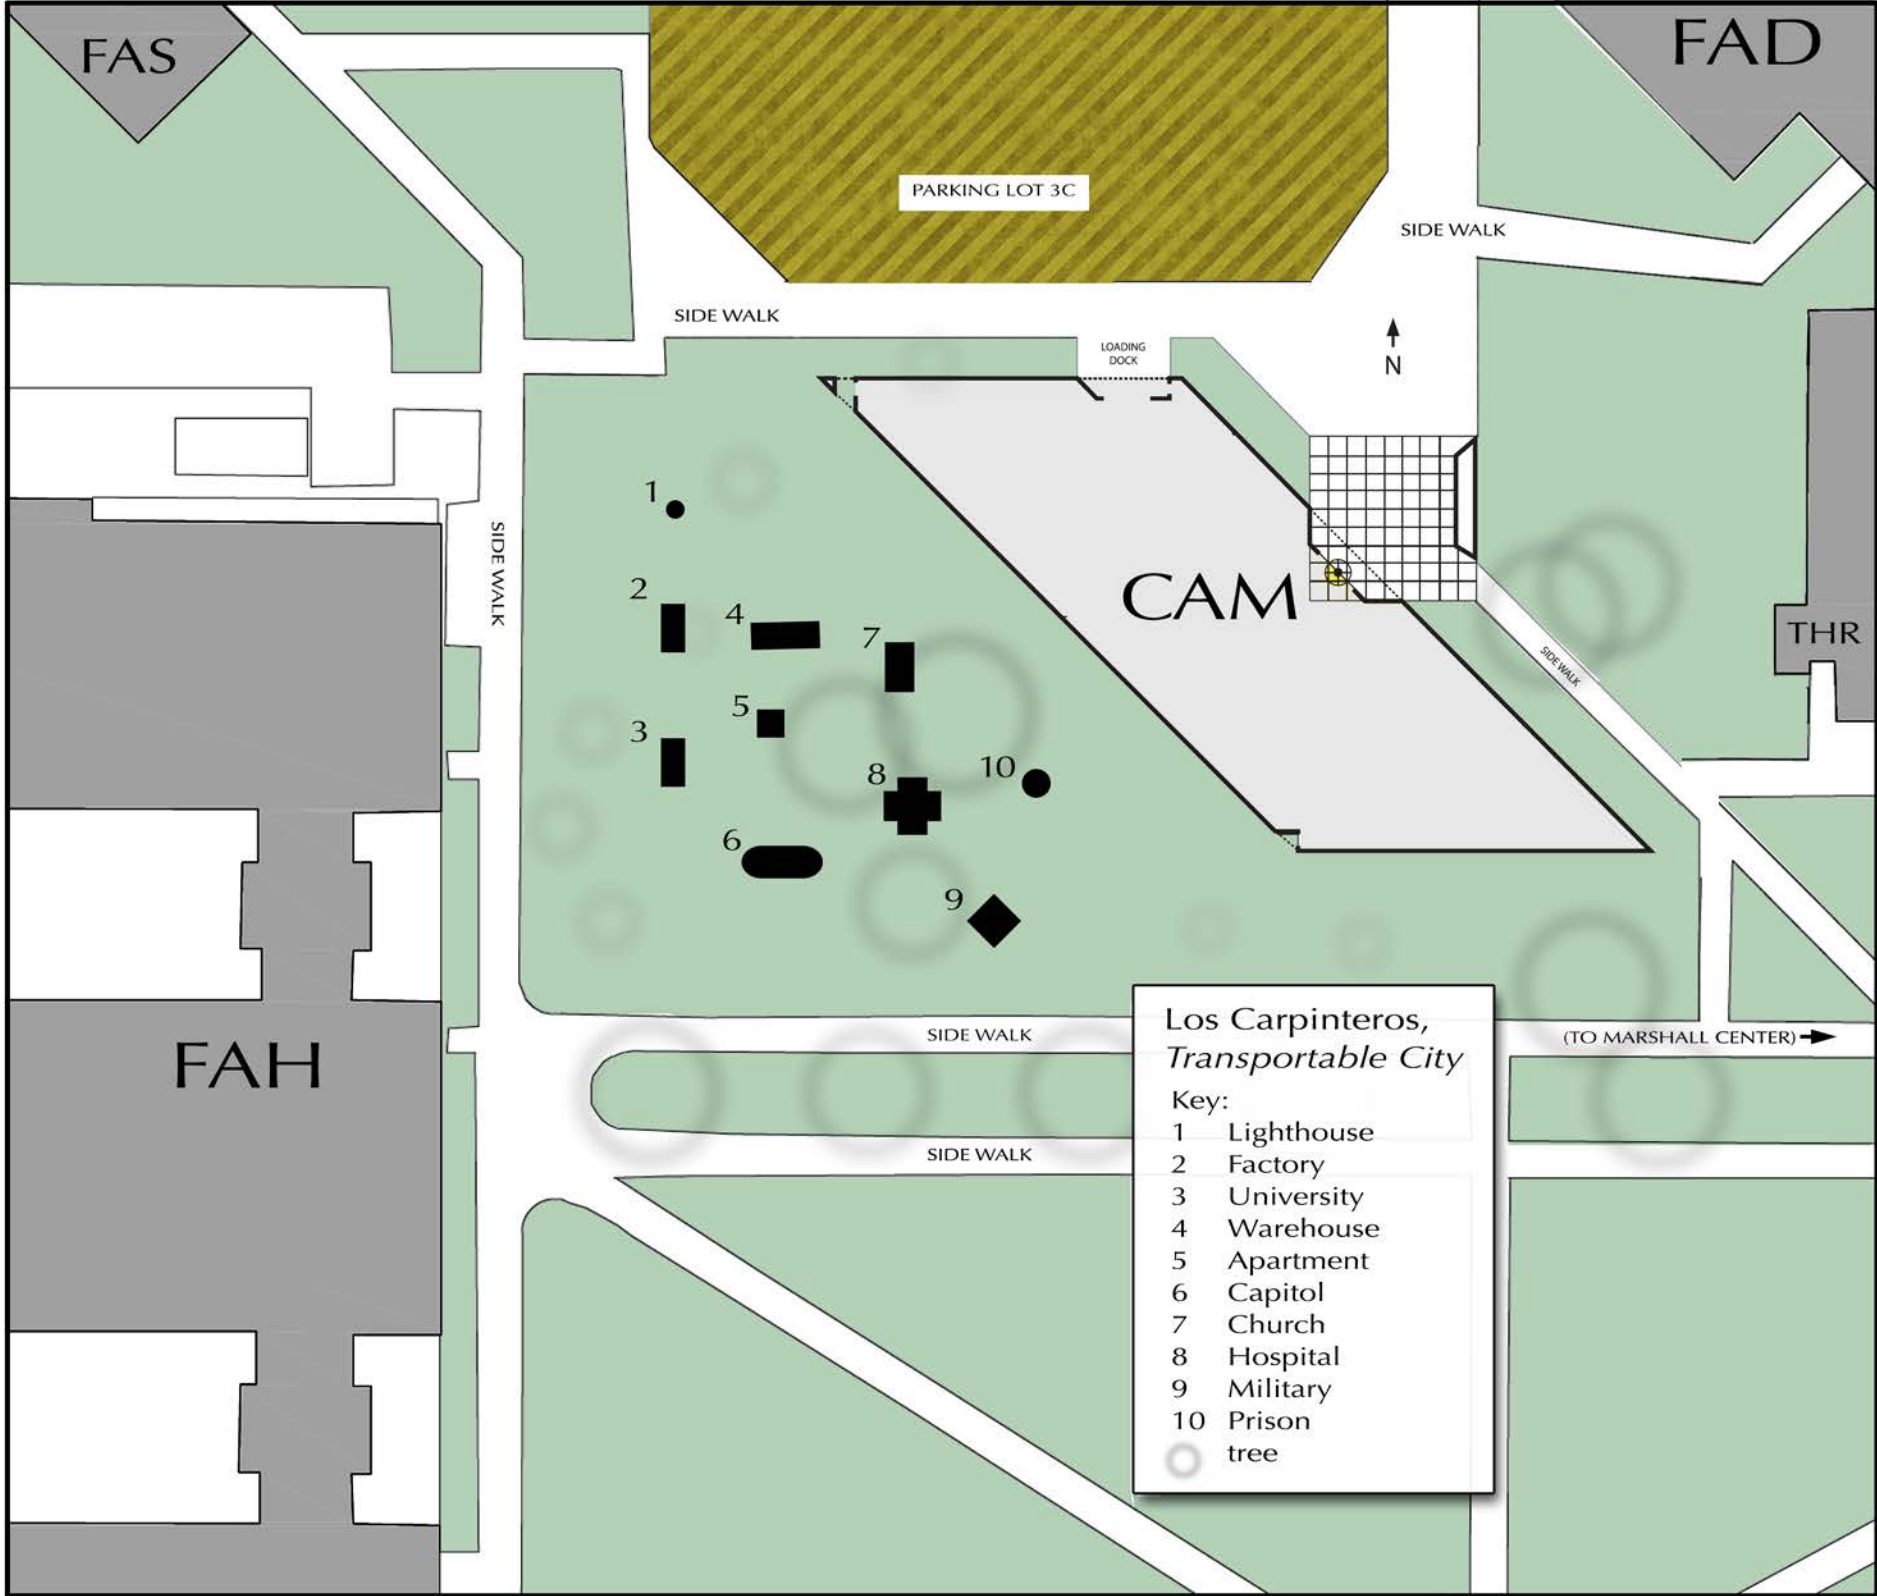 FAS
FAD
PARKING LOT 3C
SIDE WALK
SIDE WALK
LOADING
DOCK
N
1
SIDE WALK
2
4
7
CAM
THR
SIDE WALK
5
3
8
10
6
9
SIDE WALK
(TO MARSHALL CENTER)
FAH
SIDE WALK
Los Carpinteros,
Transportable City
Key:
1 Lighthouse
2 Factory
3 University
4 Warehouse
5 Apartment
6 Capitol
7 Church
8 Hospital
9 Military
10 Prison
tree